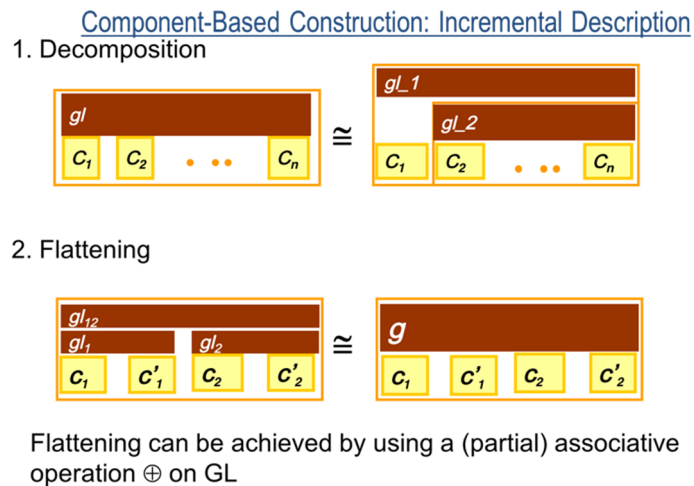 Component-Based Construction: Incremental Description
1. Decomposition
gl
C₁ C₂ • •• Cₙ
≅
gl_1
gl_2
C₁ C₂ • •• Cₙ
2. Flattening
gl₁₂
gl₁ gl₂
C₁ C'₁ C₂ C'₂
≅
g
C₁ C'₁ C₂ C'₂
Flattening can be achieved by using a (partial) associative
operation ⊕ on GL